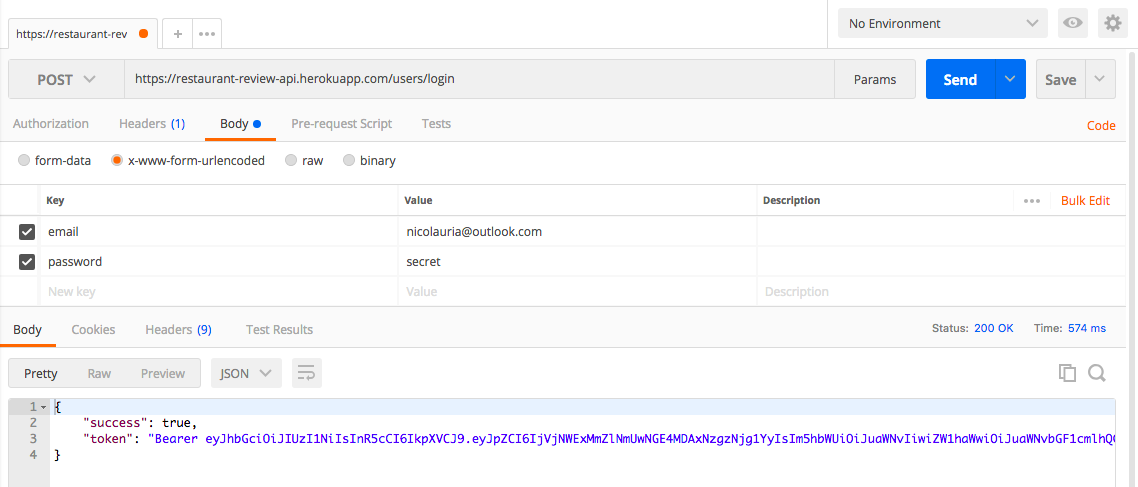 https://restaurant-rev
No Environment
POST https://restaurant-review-api.herokuapp.com/users/login Params Send Save
Authorization Headers (1) Body Pre-request Script Tests Code
form-data x-www-form-urlencoded raw binary
Key Value Description Bulk Edit
email nicolauria@outlook.com
password secret
New key Value Description
Body Cookies Headers (9) Test Results Status: 200 OK Time: 574 ms
Pretty Raw Preview JSON
1 {
2 "success": true,
3 "token": "Bearer eyJhbGciOiJIUzI1NiIsInR5cCI6IkpXVCJ9.eyJpZCI6IjVjNWExMmZlNmUwNGE4MDAxNzgzNjg1YyIsIm5hbWUiOiJuaWNvIiwiZW1haWwiOiJuaWNvbGF1cmlhQG
4 }